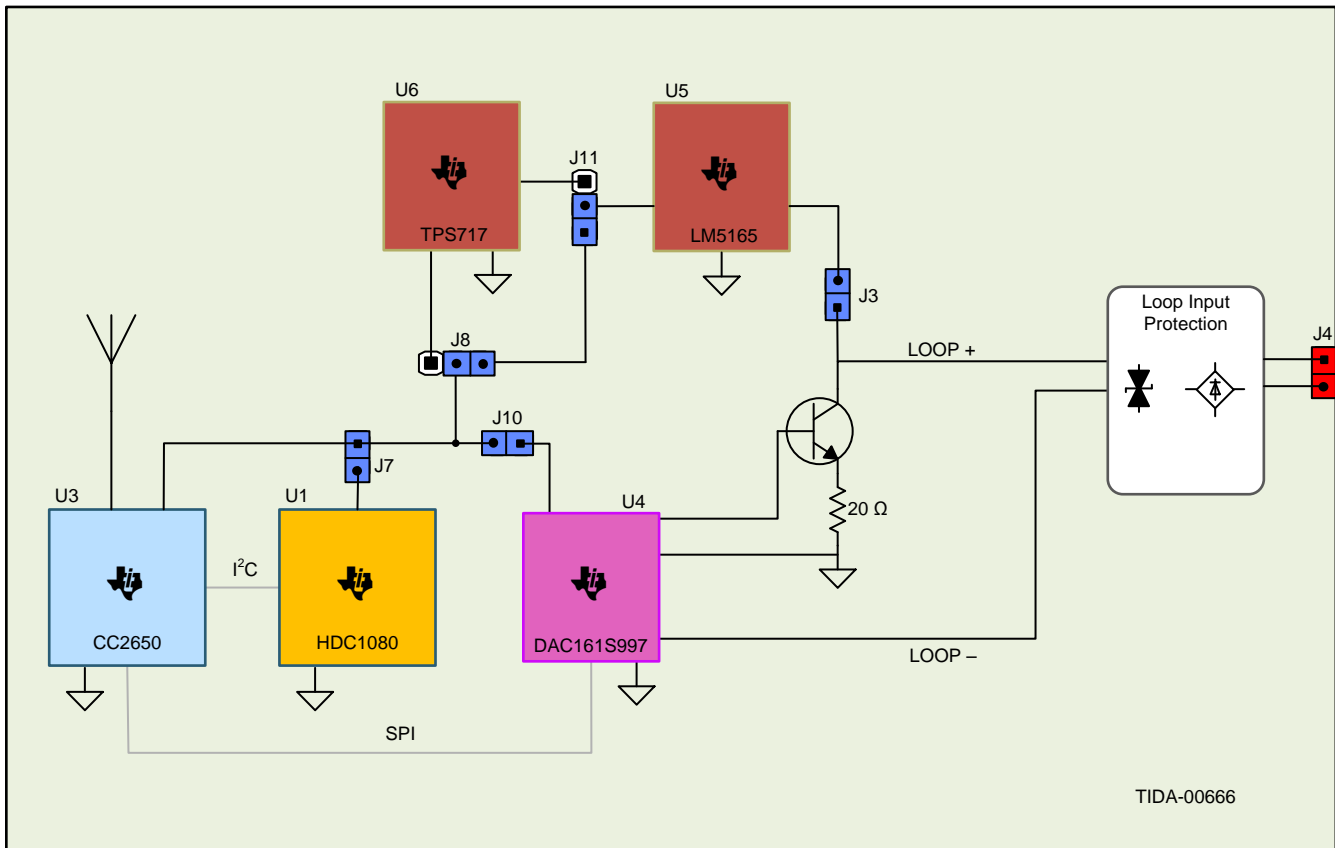 U6
U5
J11
TPS717
LM5165
J3
Loop Input
Protection
J4
J8
LOOP +
J10
J7
U3
U1
U4
20 Ω
I²C
CC2650
HDC1080
DAC161S997
LOOP –
SPI
TIDA-00666